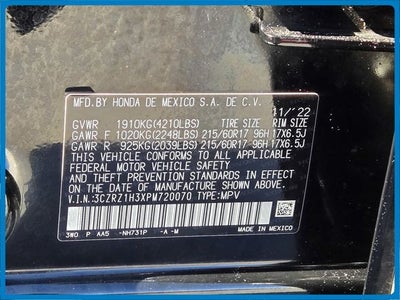 MFD.BY HONDA DE MEXICO S.A. DE C.V.
11/'22
GVWR 1910KG(4210LBS) TIRE SIZE RIM SIZE
GAWR F 1020KG(2248LBS) 215/60R17 96H 17X6.5J
GAWR R 925KG(2039LBS) 215/60R17 96H 17X6.5J
THIS VEHICLE CONFORMS TO ALL APPLICABLE
FEDERAL MOTOR VEHICLE SAFETY AND
THEFT PREVENTION STANDARDS IN EFFECT ON
THE DATE OF MANUFACTURE SHOWN ABOVE.
V.I.N.:3CZRZ1H3XPM720070 TYPE:MPV
3W0 P AA5 -NH731P -A -M MADE IN MEXICO